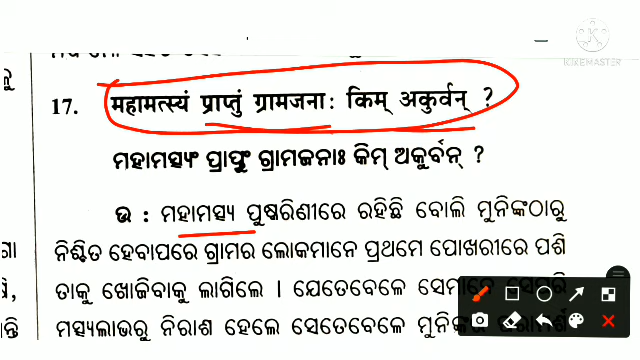 17. महामत्स्यं प्राप्तुं ग्रामजनाः किम् अकुर्वन् ?
ମହାମତ୍ସ୍ୟଂ ପ୍ରାପ୍ତୁଂ ଗ୍ରାମଜନାଃ କିମ୍ ଅକୁର୍ବନ୍ ?
ଉ : ମହାମତ୍ସ୍ୟ ପୁଷ୍କରିଣୀରେ ରହିଛି ବୋଲି ମୁନିଙ୍କଠାରୁ
ନିଶ୍ଚିତ ହେବାପରେ ଗ୍ରାମର ଲୋକମାନେ ପ୍ରଥମେ ପୋଖରୀରେ ପଶି
ତାକୁ ଖୋଜିବାକୁ ଲାଗିଲେ । ଯେତେବେଳେ ସେମାନେ
ମତ୍ସ୍ୟଲାଭରୁ ନିରାଶ ହେଲେ ସେତେବେଳେ
KINEMASTER